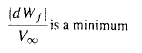 |dW_f| / V_∞ is a minimum